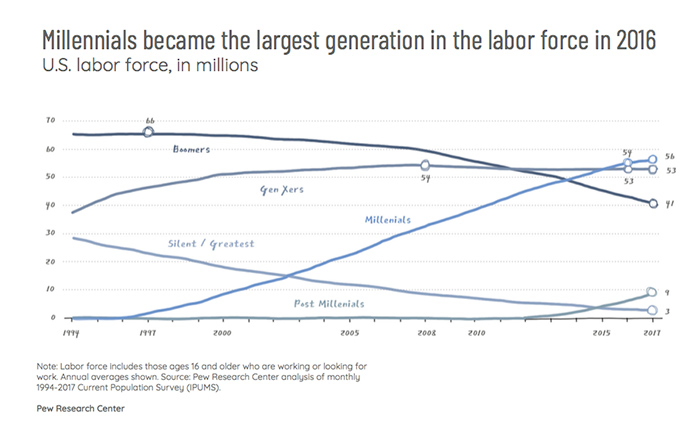 Millennials became the largest generation in the labor force in 2016
U.S. labor force, in millions
70
66
Boomers
60
54
56
53
54
53
50
Gen Xers
40
Millenials
41
30
Silent / Greatest
20
10
Post Millenials
9
3
0
1994 1997 2000 2005 2008 2010 2015 2017
Note: Labor force includes those ages 16 and older who are working or looking for
work. Annual averages shown. Source: Pew Research Center analysis of monthly
1994-2017 Current Population Survey (IPUMS).
Pew Research Center